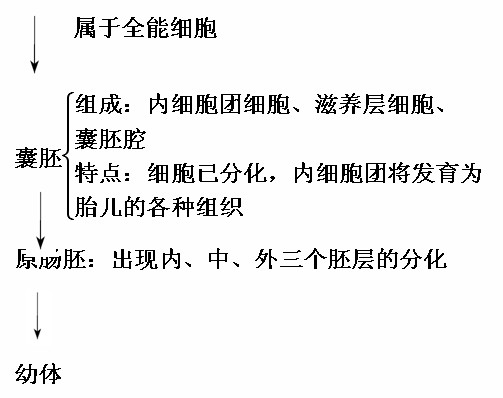 属于全能细胞
组成：内细胞团细胞、滋养层细胞、
囊胚腔
囊胚
特点：细胞已分化，内细胞团将发育为
胎儿的各种组织
原肠胚：出现内、中、外三个胚层的分化
幼体